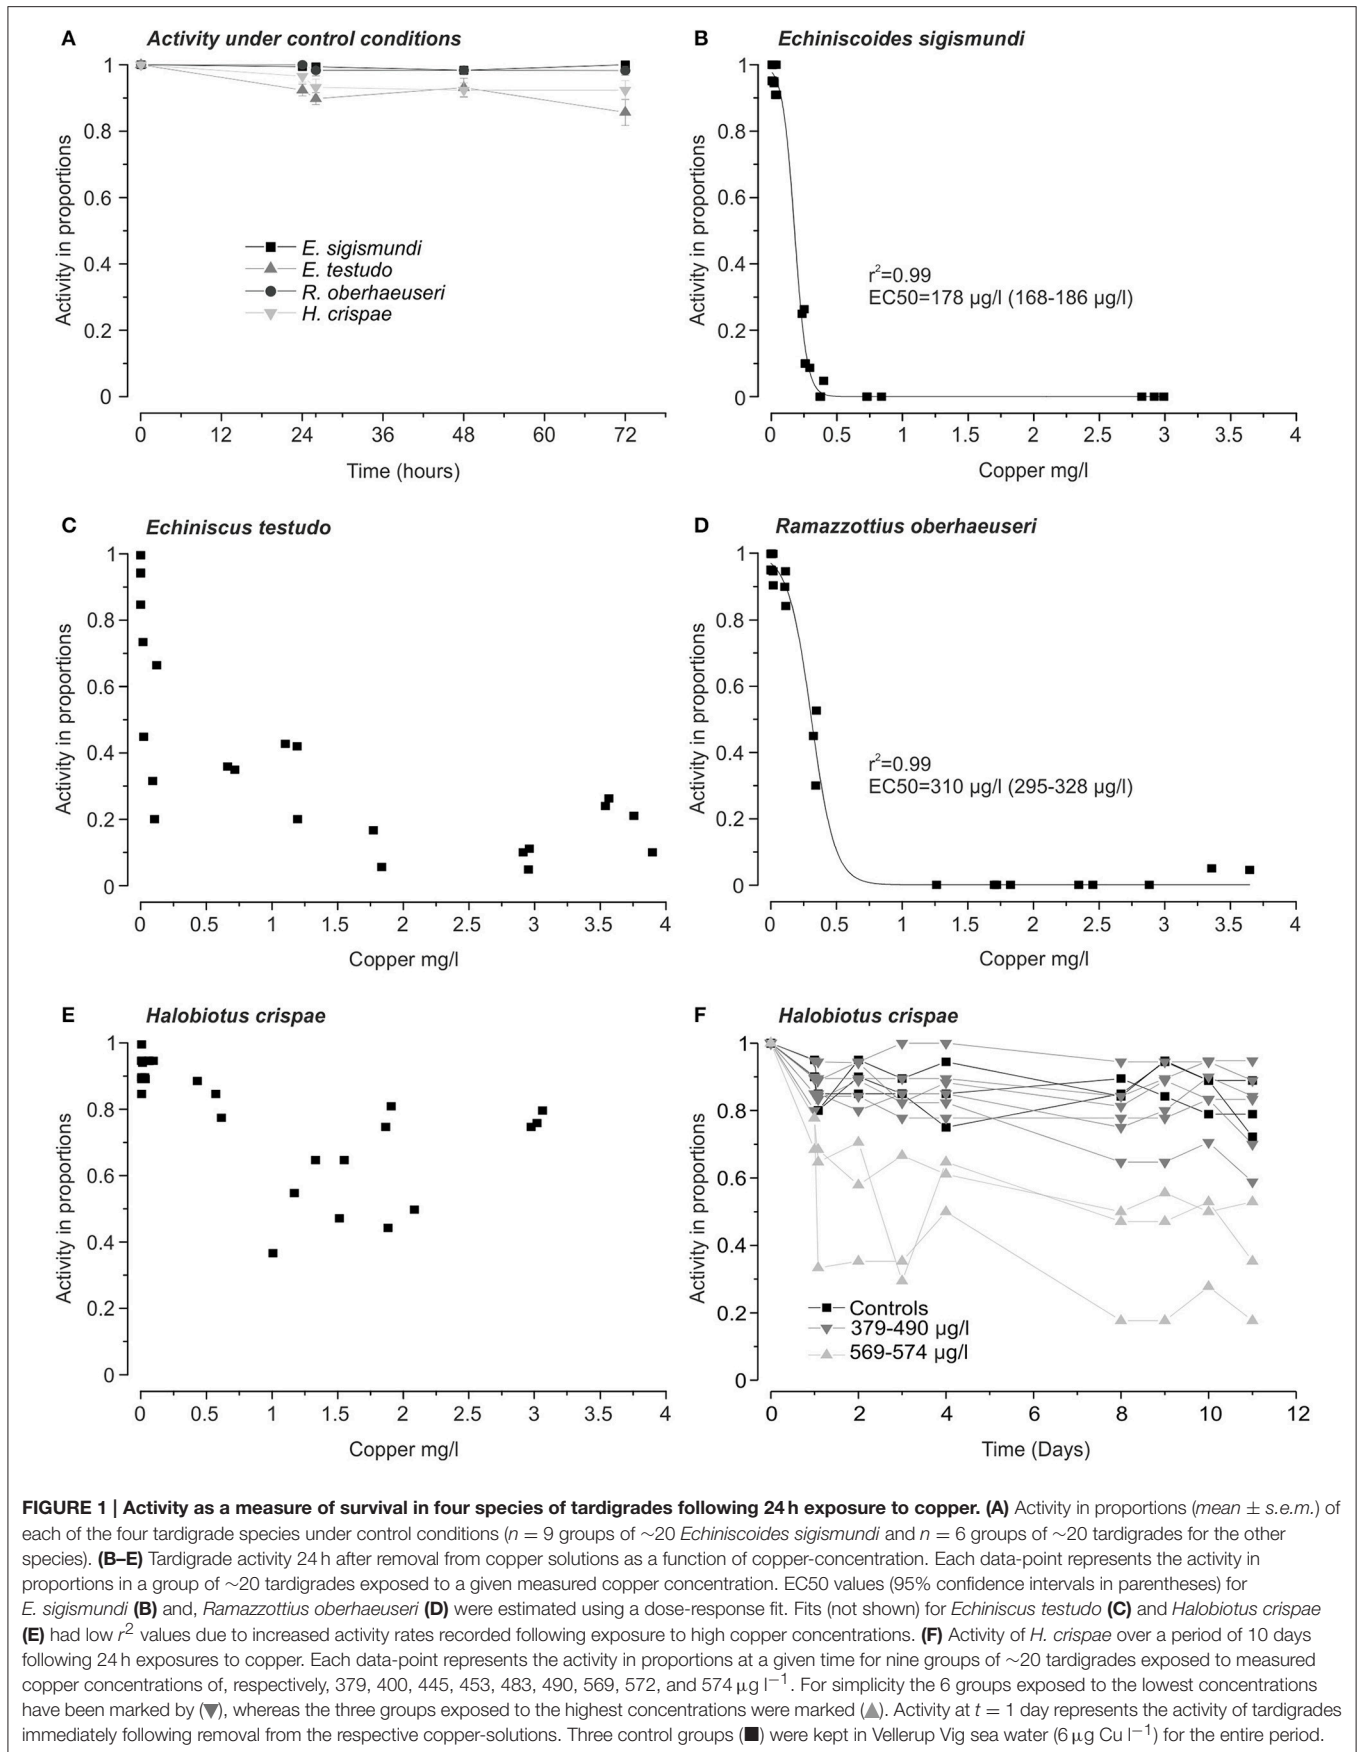 A Activity under control conditions
Activity in proportions
1
0.8
0.6
0.4
0.2
0
E. sigismundi
E. testudo
R. oberhaeuseri
H. crispae
0 12 24 36 48 60 72
Time (hours)
B Echiniscoides sigismundi
Activity in proportions
1
0.8
0.6
0.4
0.2
0
r²=0.99
EC50=178 µg/l (168-186 µg/l)
0 0.5 1 1.5 2 2.5 3 3.5 4
Copper mg/l
C Echiniscus testudo
Activity in proportions
1
0.8
0.6
0.4
0.2
0
0 0.5 1 1.5 2 2.5 3 3.5 4
Copper mg/l
D Ramazzottius oberhaeuseri
Activity in proportions
1
0.8
0.6
0.4
0.2
0
r²=0.99
EC50=310 µg/l (295-328 µg/l)
0 0.5 1 1.5 2 2.5 3 3.5 4
Copper mg/l
E Halobiotus crispae
Activity in proportions
1
0.8
0.6
0.4
0.2
0
0 0.5 1 1.5 2 2.5 3 3.5 4
Copper mg/l
F Halobiotus crispae
Activity in proportions
1
0.8
0.6
0.4
0.2
0
Controls
379-490 µg/l
569-574 µg/l
0 2 4 6 8 10 12
Time (Days)
FIGURE 1 | Activity as a measure of survival in four species of tardigrades following 24 h exposure to copper. (A) Activity in proportions (mean ± s.e.m.) of
each of the four tardigrade species under control conditions (n = 9 groups of ~20 Echiniscoides sigismundi and n = 6 groups of ~20 tardigrades for the other
species). (B–E) Tardigrade activity 24 h after removal from copper solutions as a function of copper-concentration. Each data-point represents the activity in
proportions in a group of ~20 tardigrades exposed to a given measured copper concentration. EC50 values (95% confidence intervals in parentheses) for
E. sigismundi (B) and, Ramazzottius oberhaeuseri (D) were estimated using a dose-response fit. Fits (not shown) for Echiniscus testudo (C) and Halobiotus crispae
(E) had low r² values due to increased activity rates recorded following exposure to high copper concentrations. (F) Activity of H. crispae over a period of 10 days
following 24 h exposures to copper. Each data-point represents the activity in proportions at a given time for nine groups of ~20 tardigrades exposed to measured
copper concentrations of, respectively, 379, 400, 445, 453, 483, 490, 569, 572, and 574 µg l⁻¹. For simplicity the 6 groups exposed to the lowest concentrations
have been marked by (▼), whereas the three groups exposed to the highest concentrations were marked (▲). Activity at t = 1 day represents the activity of tardigrades
immediately following removal from the respective copper-solutions. Three control groups (■) were kept in Vellerup Vig sea water (6 µg Cu l⁻¹) for the entire period.